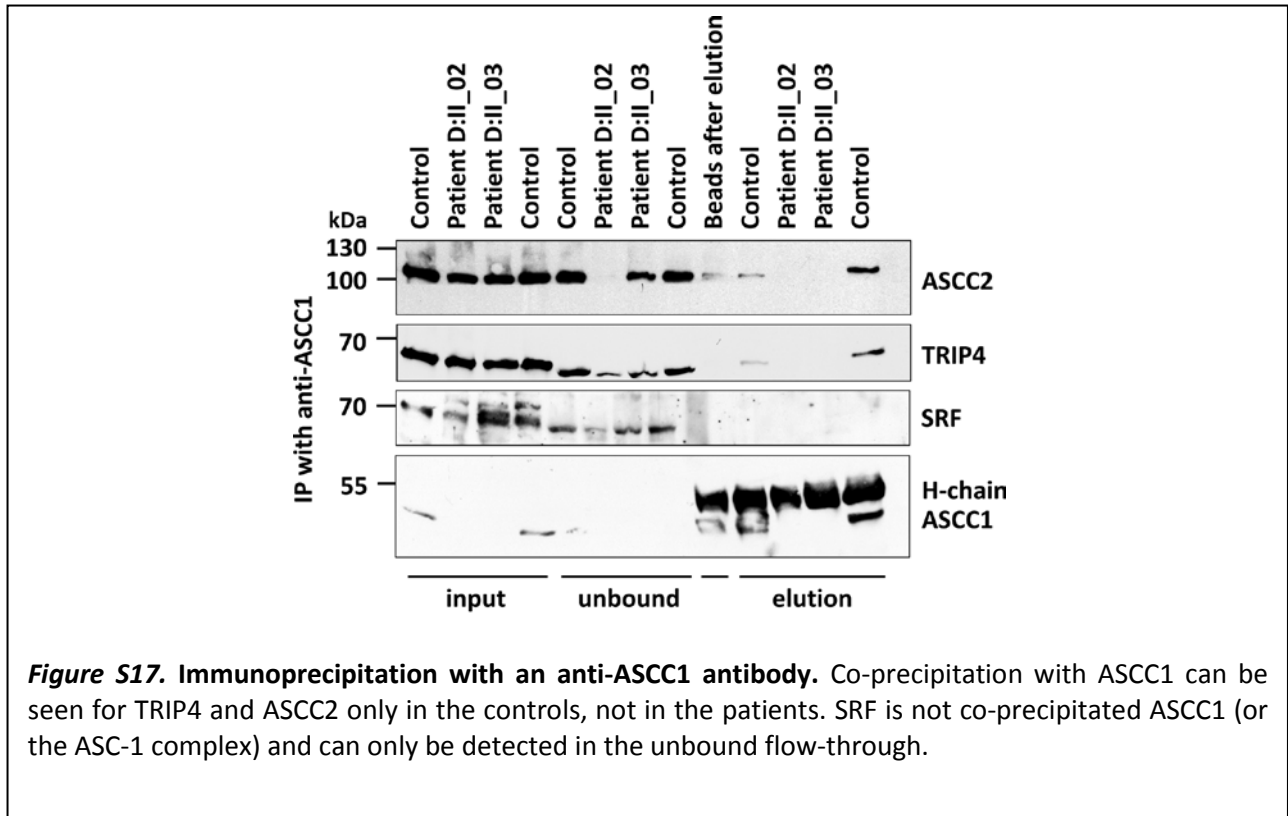 Control
Patient D:II_02
Patient D:II_03
Control
Control
Patient D:II_02
Patient D:II_03
Control
Beads after elution
Control
Patient D:II_02
Patient D:II_03
Control
kDa
130
100
ASCC2
70
TRIP4
70
SRF
55
H-chain
ASCC1
IP with anti-ASCC1
input unbound elution
Figure S17. Immunoprecipitation with an anti-ASCC1 antibody. Co-precipitation with ASCC1 can be
seen for TRIP4 and ASCC2 only in the controls, not in the patients. SRF is not co-precipitated ASCC1 (or
the ASC-1 complex) and can only be detected in the unbound flow-through.